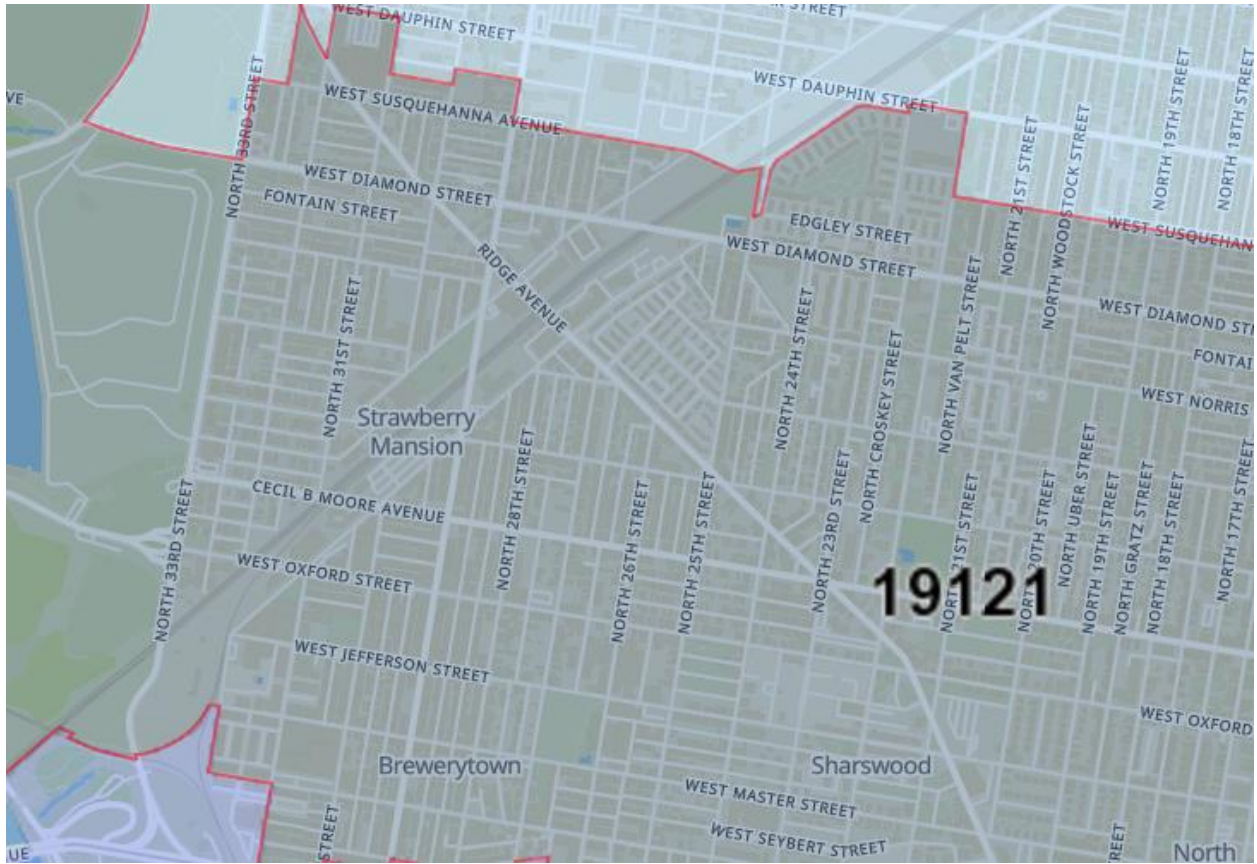 WEST DAUPHIN STREET
STREET
VE
NORTH 33RD STREET
WEST SUSQUEHANNA AVENUE
WEST DAUPHIN STREET
NORTH 19TH STREET
NORTH 18TH STREET
NORTH 21ST STREET
NORTH WOODSTOCK STREET
WEST DIAMOND STREET
FONTAIN STREET
EDGLEY STREET
WEST SUSQUEHAN
WEST DIAMOND STREET
RIDGE AVENUE
NORTH 31ST STREET
NORTH 24TH STREET
NORTH CROSKEY STREET
NORTH VAN PELT STREET
WEST DIAMOND STR
FONTAI
WEST NORRIS
Strawberry
Mansion
NORTH 28TH STREET
CECIL B MOORE AVENUE
NORTH 33RD STREET
NORTH 26TH STREET
NORTH 25TH STREET
NORTH 23RD STREET
NORTH 21ST STREET
NORTH 20TH STREET
NORTH UBER STREET
NORTH 19TH STREET
NORTH GRATZ STREET
NORTH 18TH STREET
NORTH 17TH STREET
WEST OXFORD STREET
19121
WEST JEFFERSON STREET
WEST OXFORD
Brewerytown
Sharswood
WEST MASTER STREET
WEST SEYBERT STREET
STREET
REET
North
UE